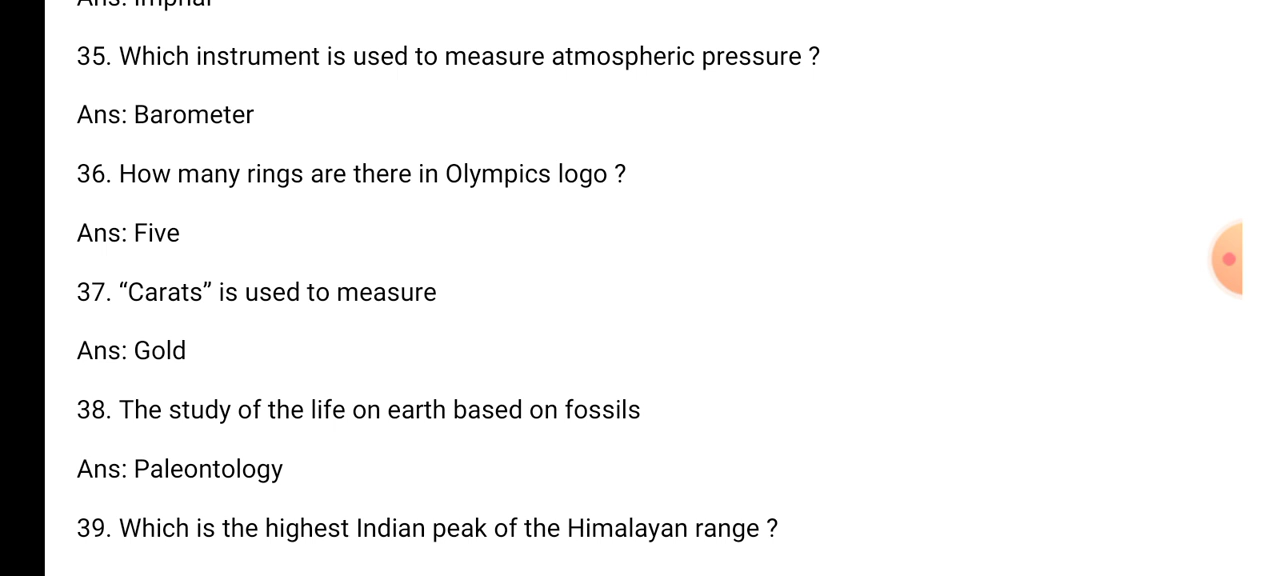 Ans: Imphal
35. Which instrument is used to measure atmospheric pressure ?
Ans: Barometer
36. How many rings are there in Olympics logo ?
Ans: Five
37. “Carats” is used to measure
Ans: Gold
38. The study of the life on earth based on fossils
Ans: Paleontology
39. Which is the highest Indian peak of the Himalayan range ?